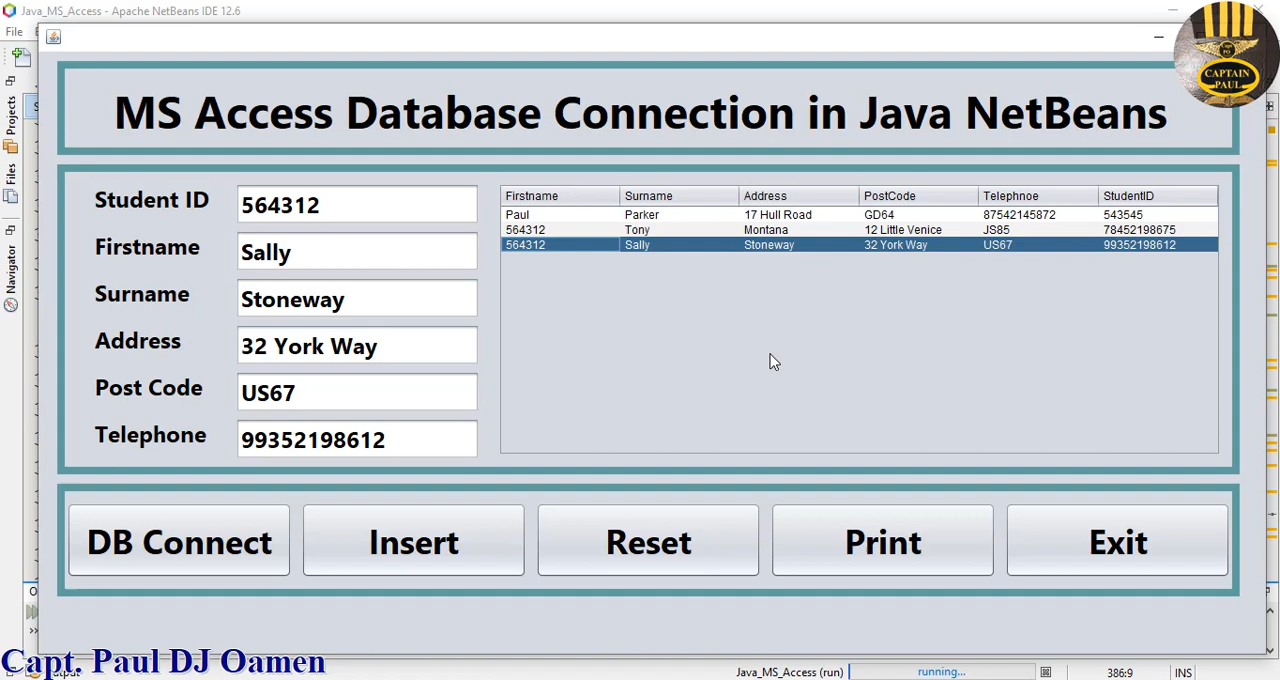 Java_MS_Access - Apache NetBeans IDE 12.6
File
CAPTAIN
PAUL
MS Access Database Connection in Java NetBeans
Projects
Files
Navigator
Student ID 564312
Firstname Sally
Surname Stoneway
Address 32 York Way
Post Code US67
Telephone 99352198612
Firstname Surname Address PostCode Telephnoe StudentID
Paul Parker 17 Hull Road GD64 87542145872 543545
564312 Tony Montana 12 Little Venice JS85 78452198675
564312 Sally Stoneway 32 York Way US67 99352198612
DB Connect Insert Reset Print Exit
Capt. Paul DJ Oamen
Java_MS_Access (run) running... 386:9 INS